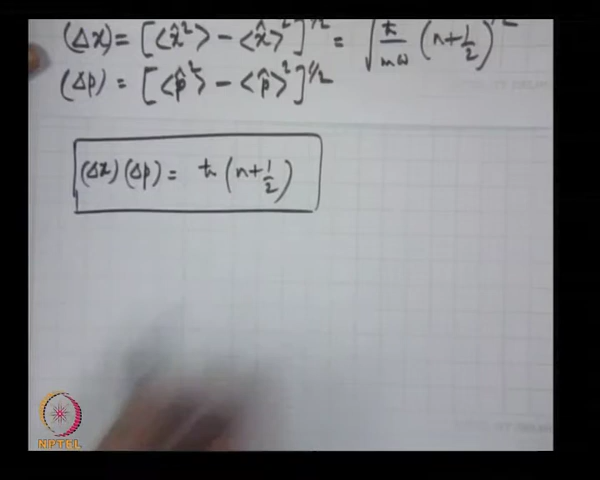 (Δx) = [<x̂²> - <x̂>²]^1/2 = √ħ/mω (n+1/2)^1/2
(Δp) = [<p̂²> - <p̂>²]^1/2
(Δx)(Δp) = ħ (n+1/2)
NPTEL